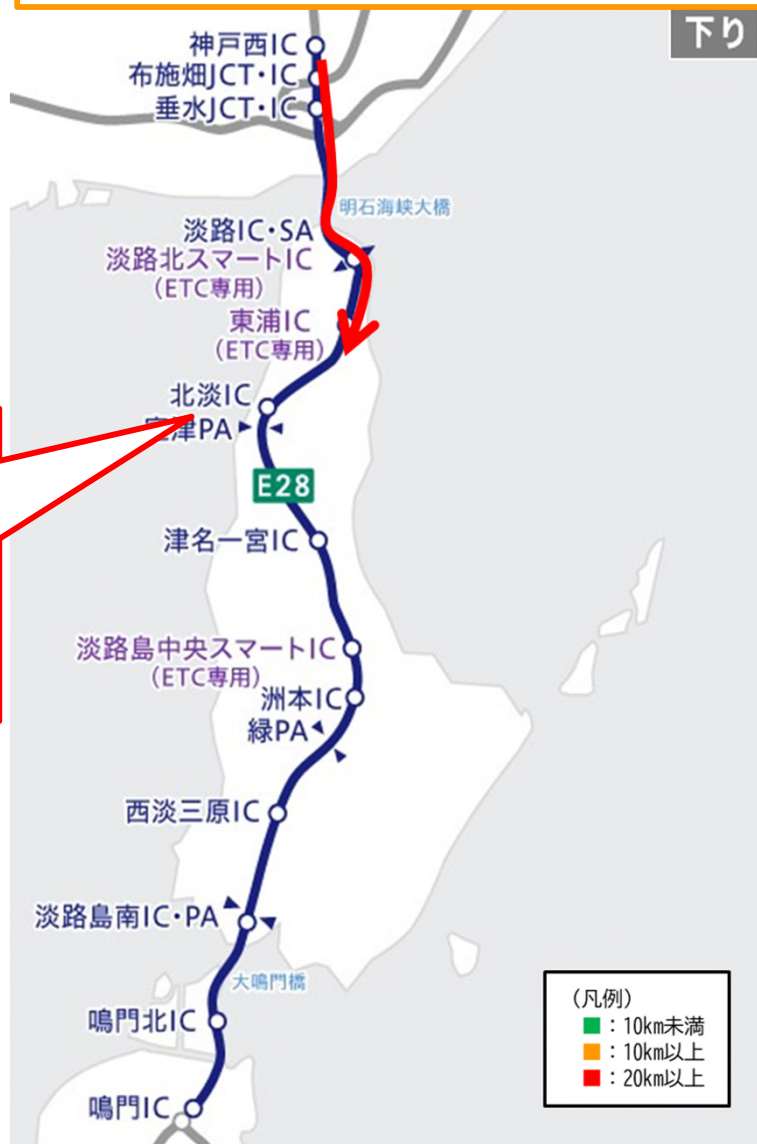 下り
神戸西IC
布施畑JCT・IC
垂水JCT・IC
明石海峡大橋
淡路IC・SA
淡路北スマートIC
(ETC専用)
東浦IC
(ETC専用)
北淡IC
室津PA
E28
津名一宮IC
淡路島中央スマートIC
(ETC専用)
洲本IC
緑PA
西淡三原IC
淡路島南IC・PA
大鳴門橋
鳴門北IC
鳴門IC
(凡例)
：10km未満
：10km以上
：20km以上